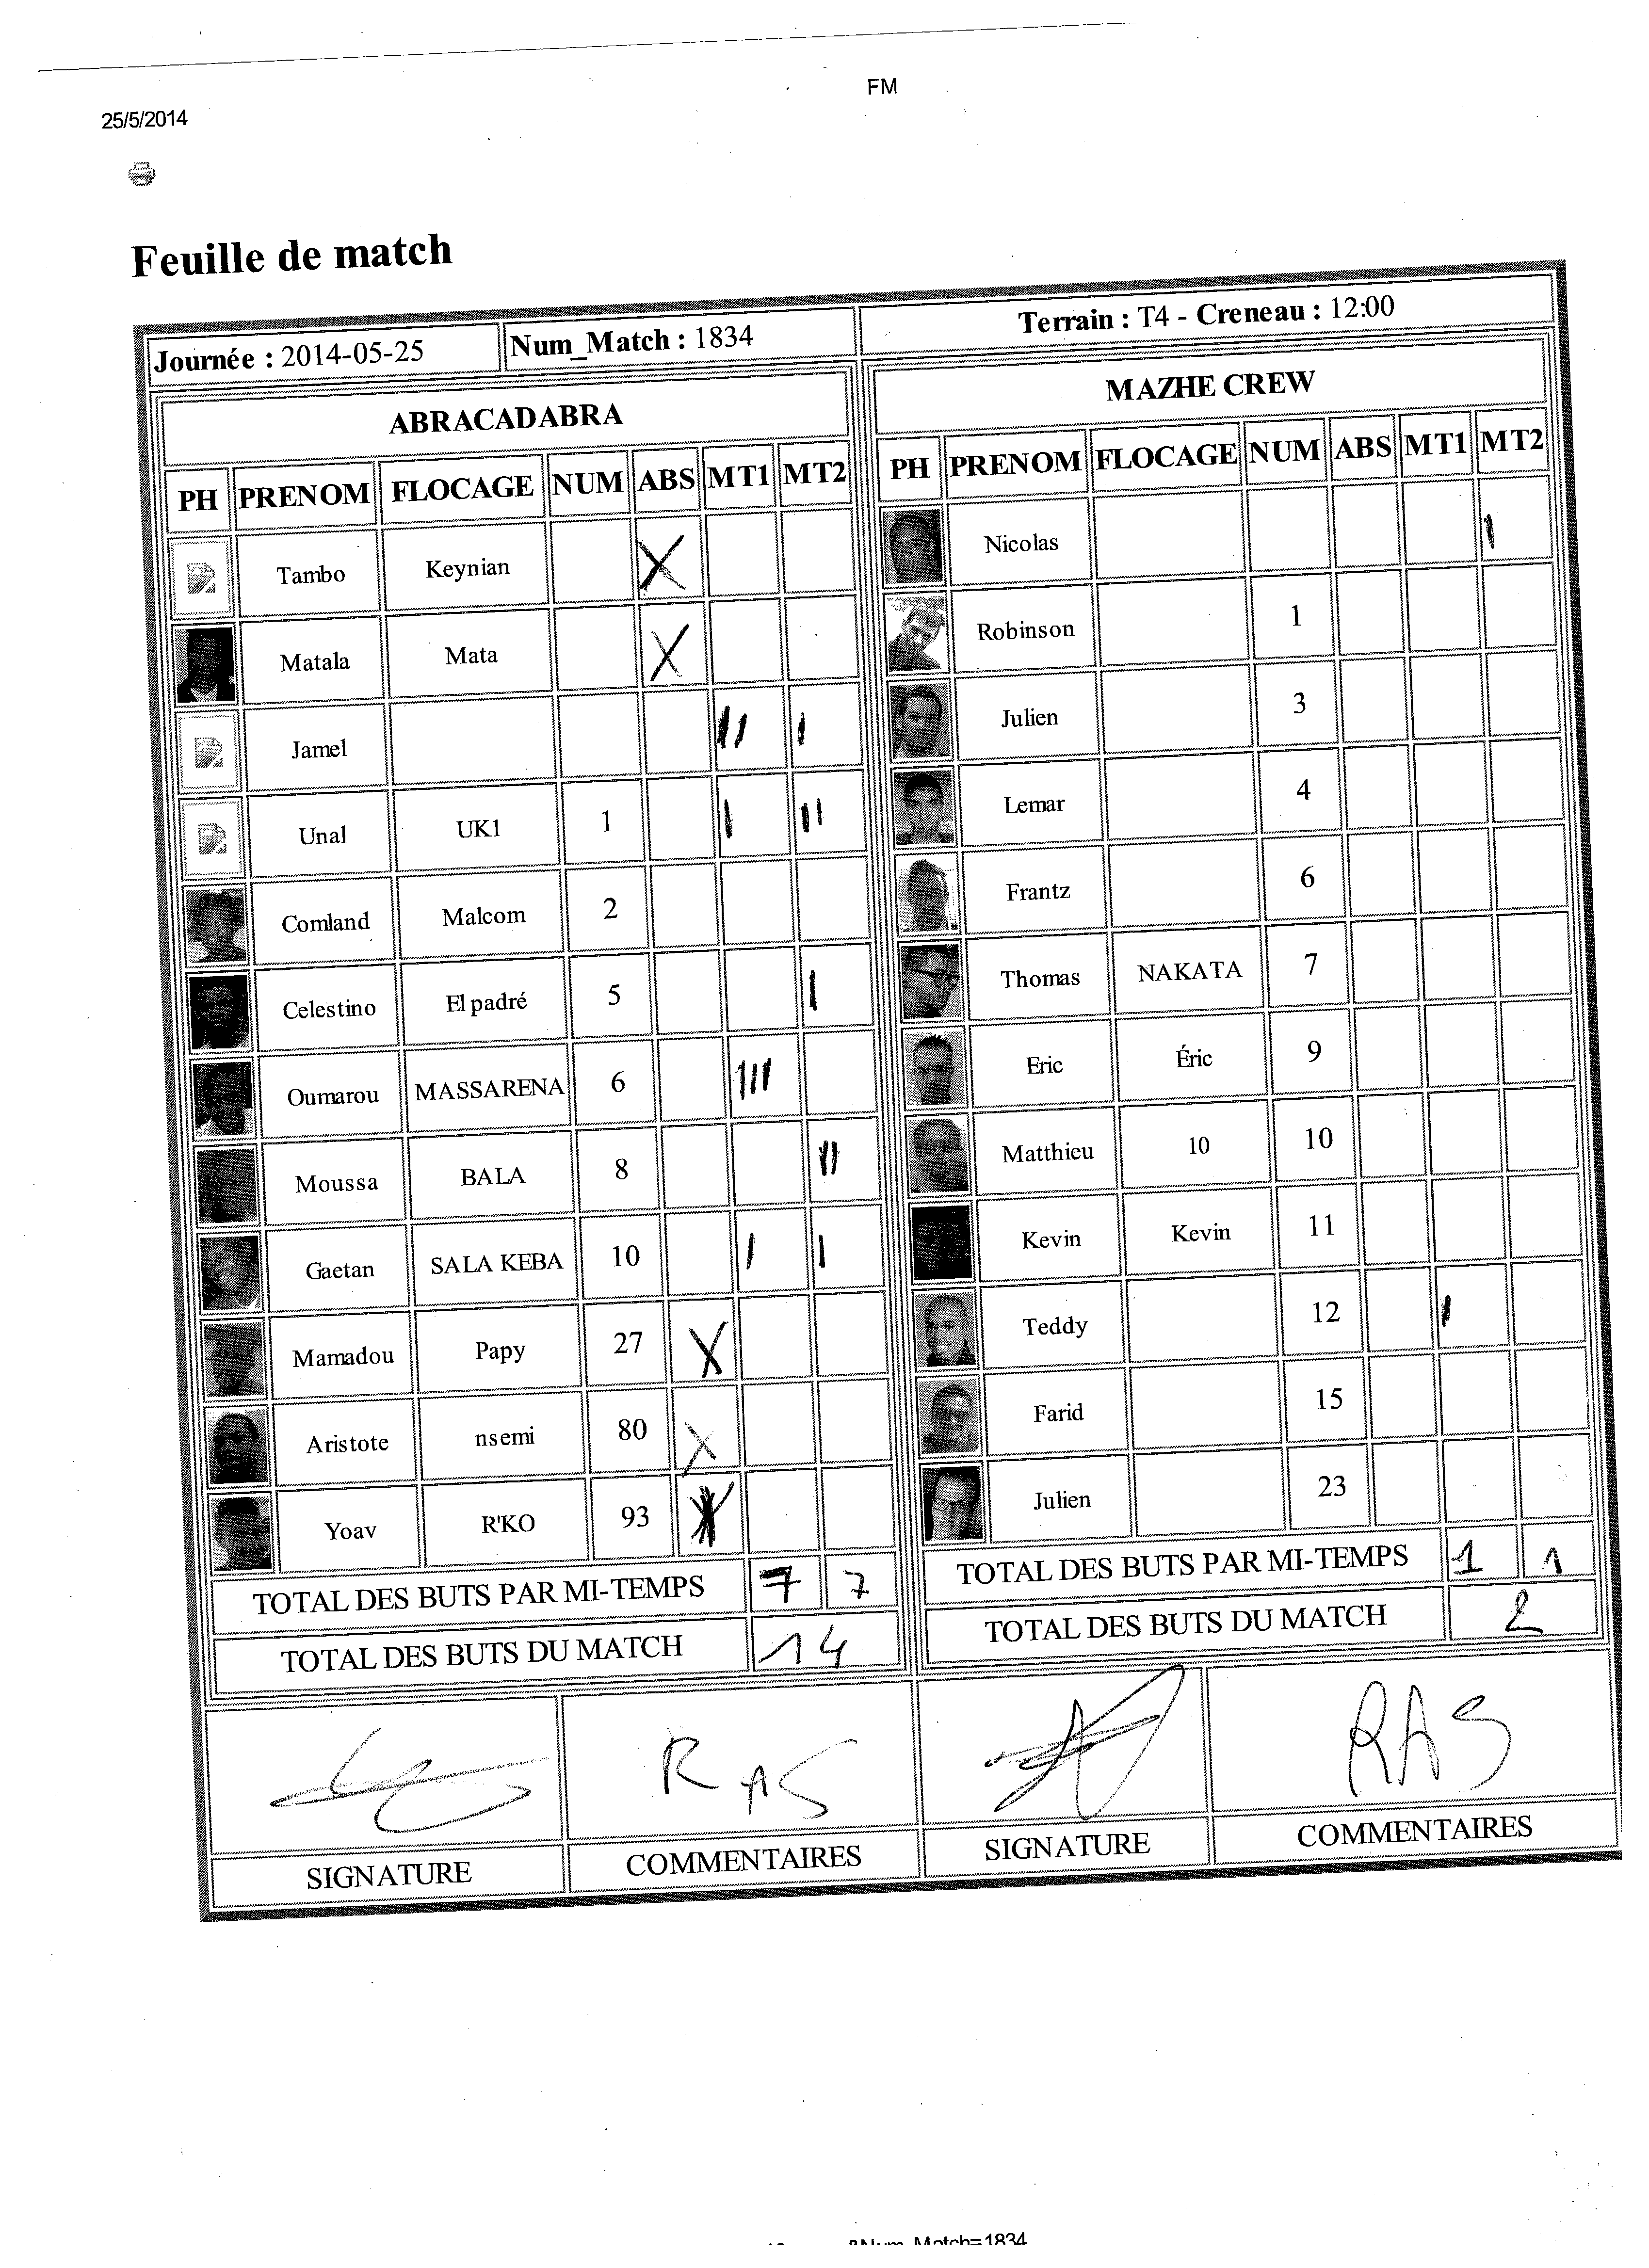 FM
25/5/2014
Feuille de match
Journée : 2014-05-25 Num_Match : 1834 Terrain : T4 - Creneau : 12:00
ABRACADABRA
PH PRENOM FLOCAGE NUM ABS MT1 MT2
Tambo Keynian X
Matala Mata X
Jamel II I
Unal UK1 1 I II
Comland Malcom 2
Celestino El padré 5 I
Oumarou MASSARENA 6 III
Moussa BALA 8 II
Gaetan SALA KEBA 10 I I
Mamadou Papy 27 X
Aristote nsemi 80 X
Yoav R'KO 93 X
TOTAL DES BUTS PAR MI-TEMPS 7 7
TOTAL DES BUTS DU MATCH 14
MAZHE CREW
PH PRENOM FLOCAGE NUM ABS MT1 MT2
Nicolas I
Robinson 1
Julien 3
Lemar 4
Frantz 6
Thomas NAKATA 7
Eric Éric 9
Matthieu 10 10
Kevin Kevin 11
Teddy 12 I
Farid 15
Julien 23
TOTAL DES BUTS PAR MI-TEMPS 1 1
TOTAL DES BUTS DU MATCH 2
RAS
SIGNATURE COMMENTAIRES
RAS
SIGNATURE COMMENTAIRES
&Num_Match=1834